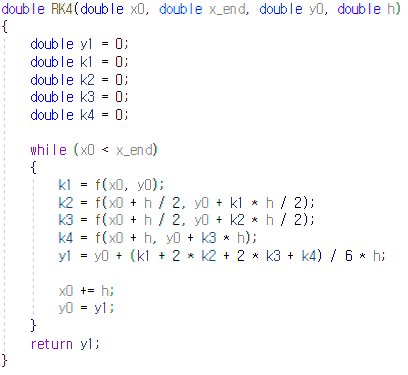 double RK4(double x0, double x_end, double y0, double h)
{
    double y1 = 0;
    double k1 = 0;
    double k2 = 0;
    double k3 = 0;
    double k4 = 0;

    while (x0 < x_end)
    {
        k1 = f(x0, y0);
        k2 = f(x0 + h / 2, y0 + k1 * h / 2);
        k3 = f(x0 + h / 2, y0 + k2 * h / 2);
        k4 = f(x0 + h, y0 + k3 * h);
        y1 = y0 + (k1 + 2 * k2 + 2 * k3 + k4) / 6 * h;

        x0 += h;
        y0 = y1;
    }
    return y1;
}